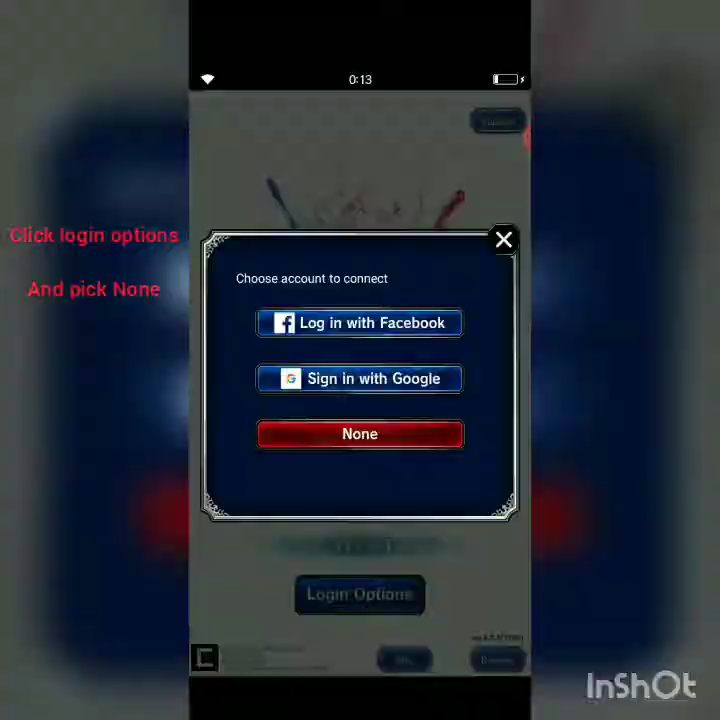 0:13
Click login options
And pick None
Choose account to connect
Log in with Facebook
Sign in with Google
None
Login Options
InShOt